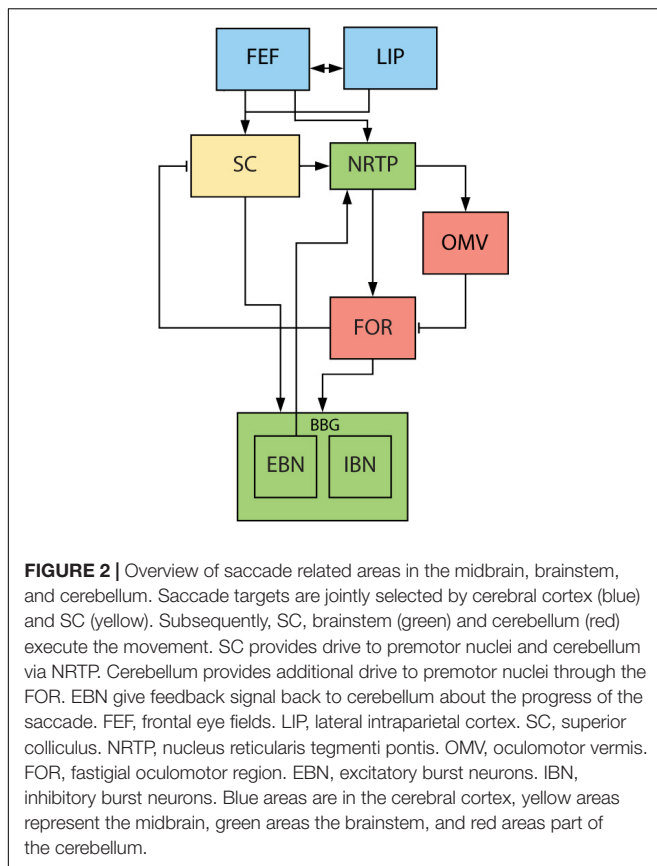 FEF
LIP
SC
NRTP
OMV
FOR
BBG
EBN
IBN
FIGURE 2 | Overview of saccade related areas in the midbrain, brainstem,
and cerebellum. Saccade targets are jointly selected by cerebral cortex (blue)
and SC (yellow). Subsequently, SC, brainstem (green) and cerebellum (red)
execute the movement. SC provides drive to premotor nuclei and cerebellum
via NRTP. Cerebellum provides additional drive to premotor nuclei through the
FOR. EBN give feedback signal back to cerebellum about the progress of the
saccade. FEF, frontal eye fields. LIP, lateral intraparietal cortex. SC, superior
colliculus. NRTP, nucleus reticularis tegmenti pontis. OMV, oculomotor vermis.
FOR, fastigial oculomotor region. EBN, excitatory burst neurons. IBN,
inhibitory burst neurons. Blue areas are in the cerebral cortex, yellow areas
represent the midbrain, green areas the brainstem, and red areas part of
the cerebellum.